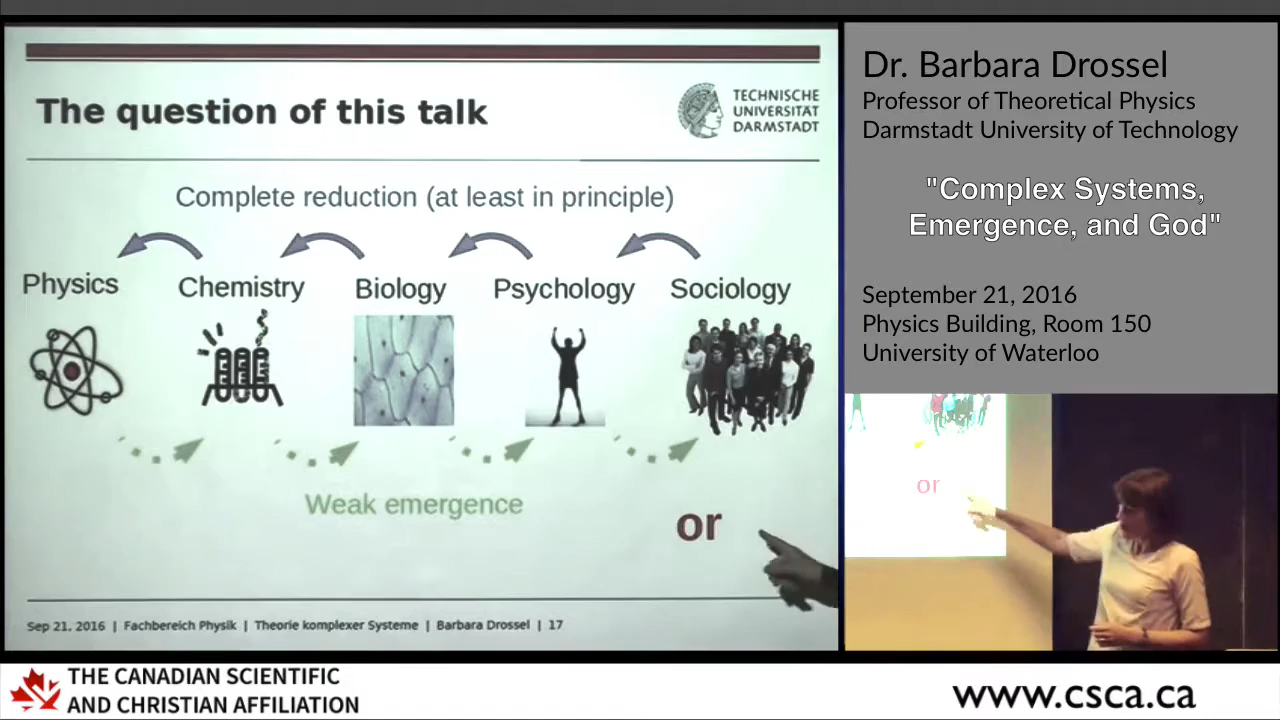 The question of this talk
TECHNISCHE
UNIVERSITÄT
DARMSTADT
Complete reduction (at least in principle)
Physics Chemistry Biology Psychology Sociology
Weak emergence
or
Sep 21, 2016 | Fachbereich Physik | Theorie komplexer Systeme | Barbara Drossel | 17
Dr. Barbara Drossel
Professor of Theoretical Physics
Darmstadt University of Technology
"Complex Systems,
Emergence, and God"
September 21, 2016
Physics Building, Room 150
University of Waterloo
or
THE CANADIAN SCIENTIFIC
AND CHRISTIAN AFFILIATION
www.csca.ca